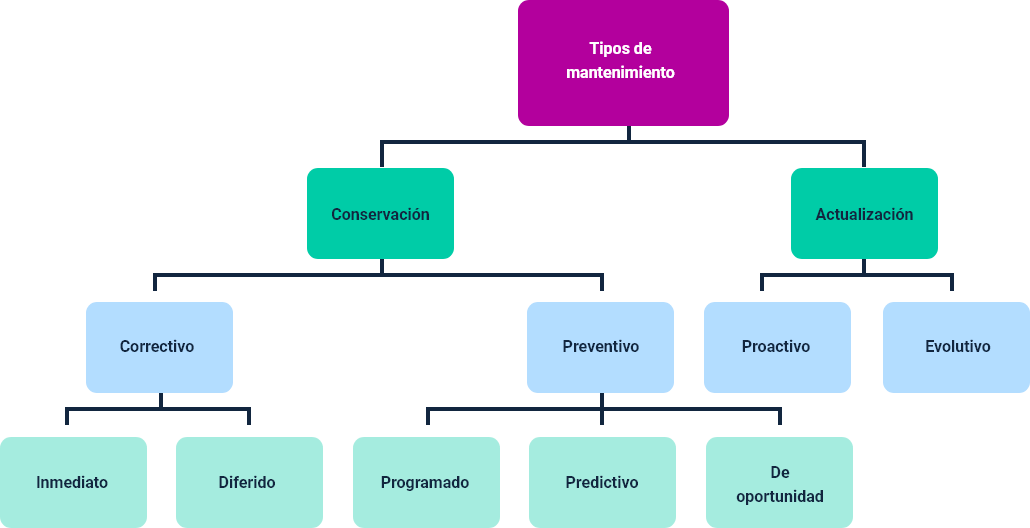 Tipos de
mantenimiento
Conservación
Actualización
Correctivo
Preventivo
Proactivo
Evolutivo
Inmediato
Diferido
Programado
Predictivo
De
oportunidad